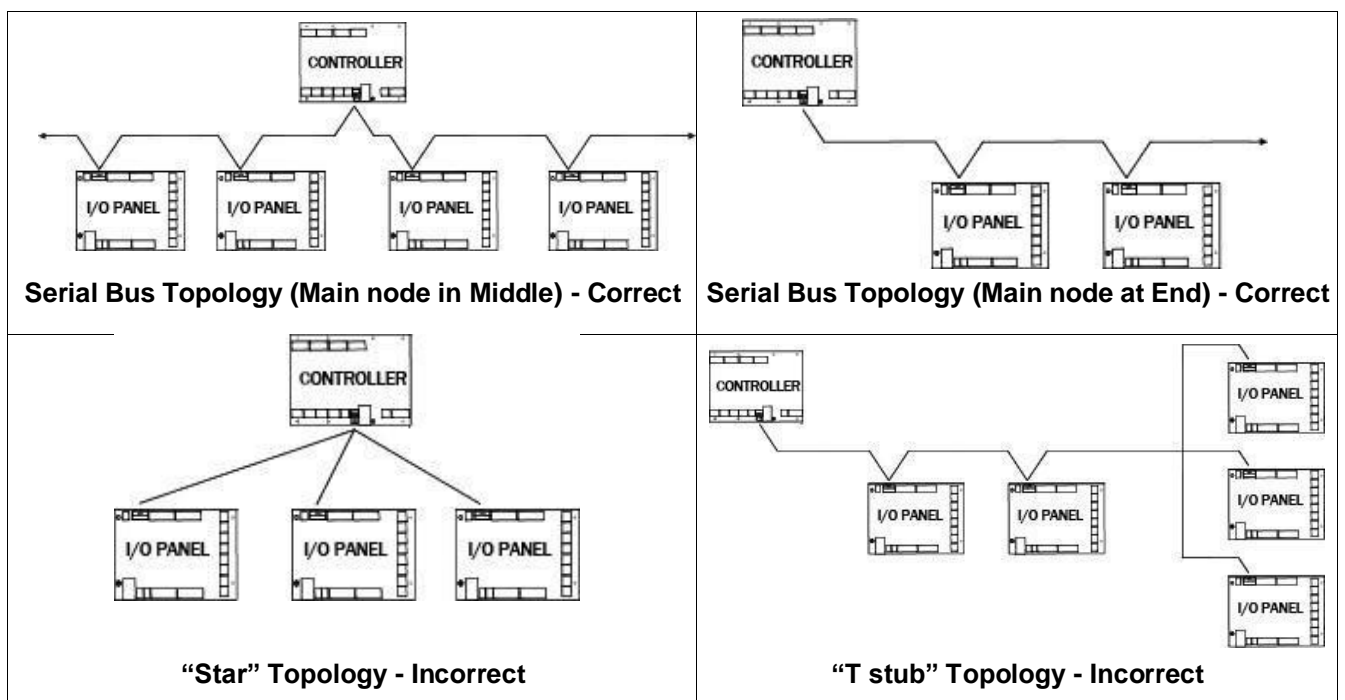 CONTROLLER
I/O PANEL I/O PANEL I/O PANEL I/O PANEL
Serial Bus Topology (Main node in Middle) - Correct
CONTROLLER
I/O PANEL I/O PANEL
Serial Bus Topology (Main node at End) - Correct
CONTROLLER
I/O PANEL I/O PANEL I/O PANEL
“Star” Topology - Incorrect
CONTROLLER
I/O PANEL
I/O PANEL I/O PANEL I/O PANEL
I/O PANEL
“T stub” Topology - Incorrect